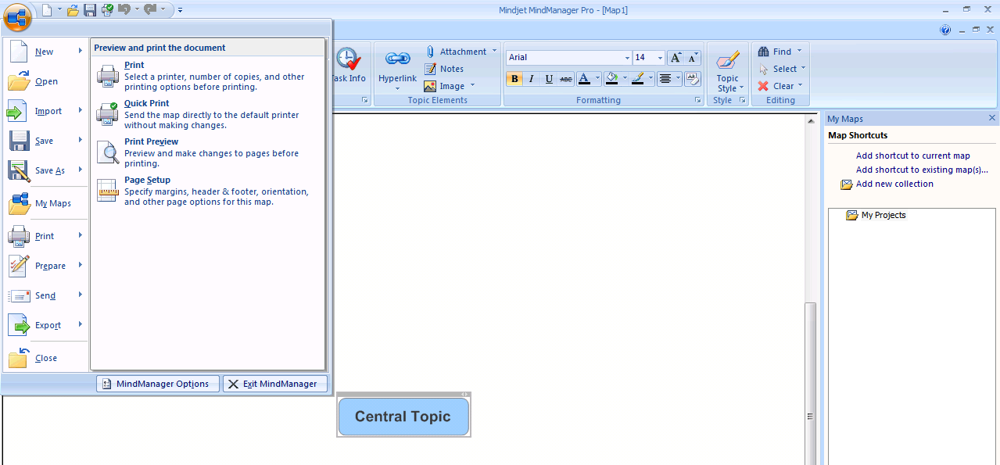 Mindjet MindManager Pro - [Map1]
New
Open
Import
Save
Save As
My Maps
Print
Prepare
Send
Export
Close
Preview and print the document
Print
Select a printer, number of copies, and other
printing options before printing.
Quick Print
Send the map directly to the default printer
without making changes.
Print Preview
Preview and make changes to pages before
printing.
Page Setup
Specify margins, header & footer, orientation,
and other page options for this map.
MindManager Options
Exit MindManager
ask Info
Hyperlink
Attachment
Notes
Image
Topic Elements
Arial
14
A A
B I U ABC A
Formatting
Topic
Style
Style
Find
Select
Clear
Editing
Central Topic
My Maps
Map Shortcuts
Add shortcut to current map
Add shortcut to existing map(s)...
Add new collection
My Projects